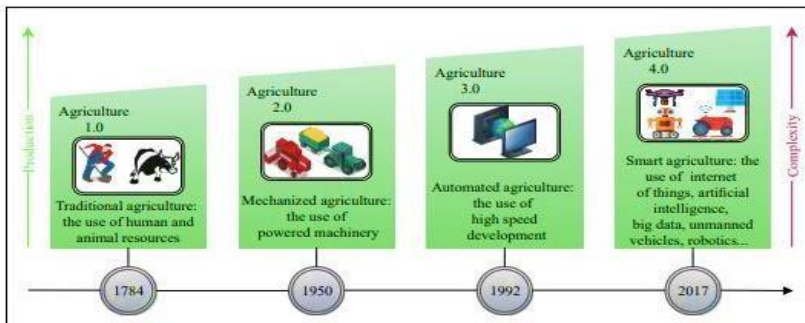 Production
Agriculture
1.0
Traditional agriculture:
the use of human and
animal resources
1784
Agriculture
2.0
Mechanized agriculture:
the use of
powered machinery
1950
Agriculture
3.0
Automated agriculture:
the use of
high speed
development
1992
Agriculture
4.0
Smart agriculture: the
use of internet
of things, artificial
intelligence,
big data, unmanned
vehicles, robotics...
2017
Complexity